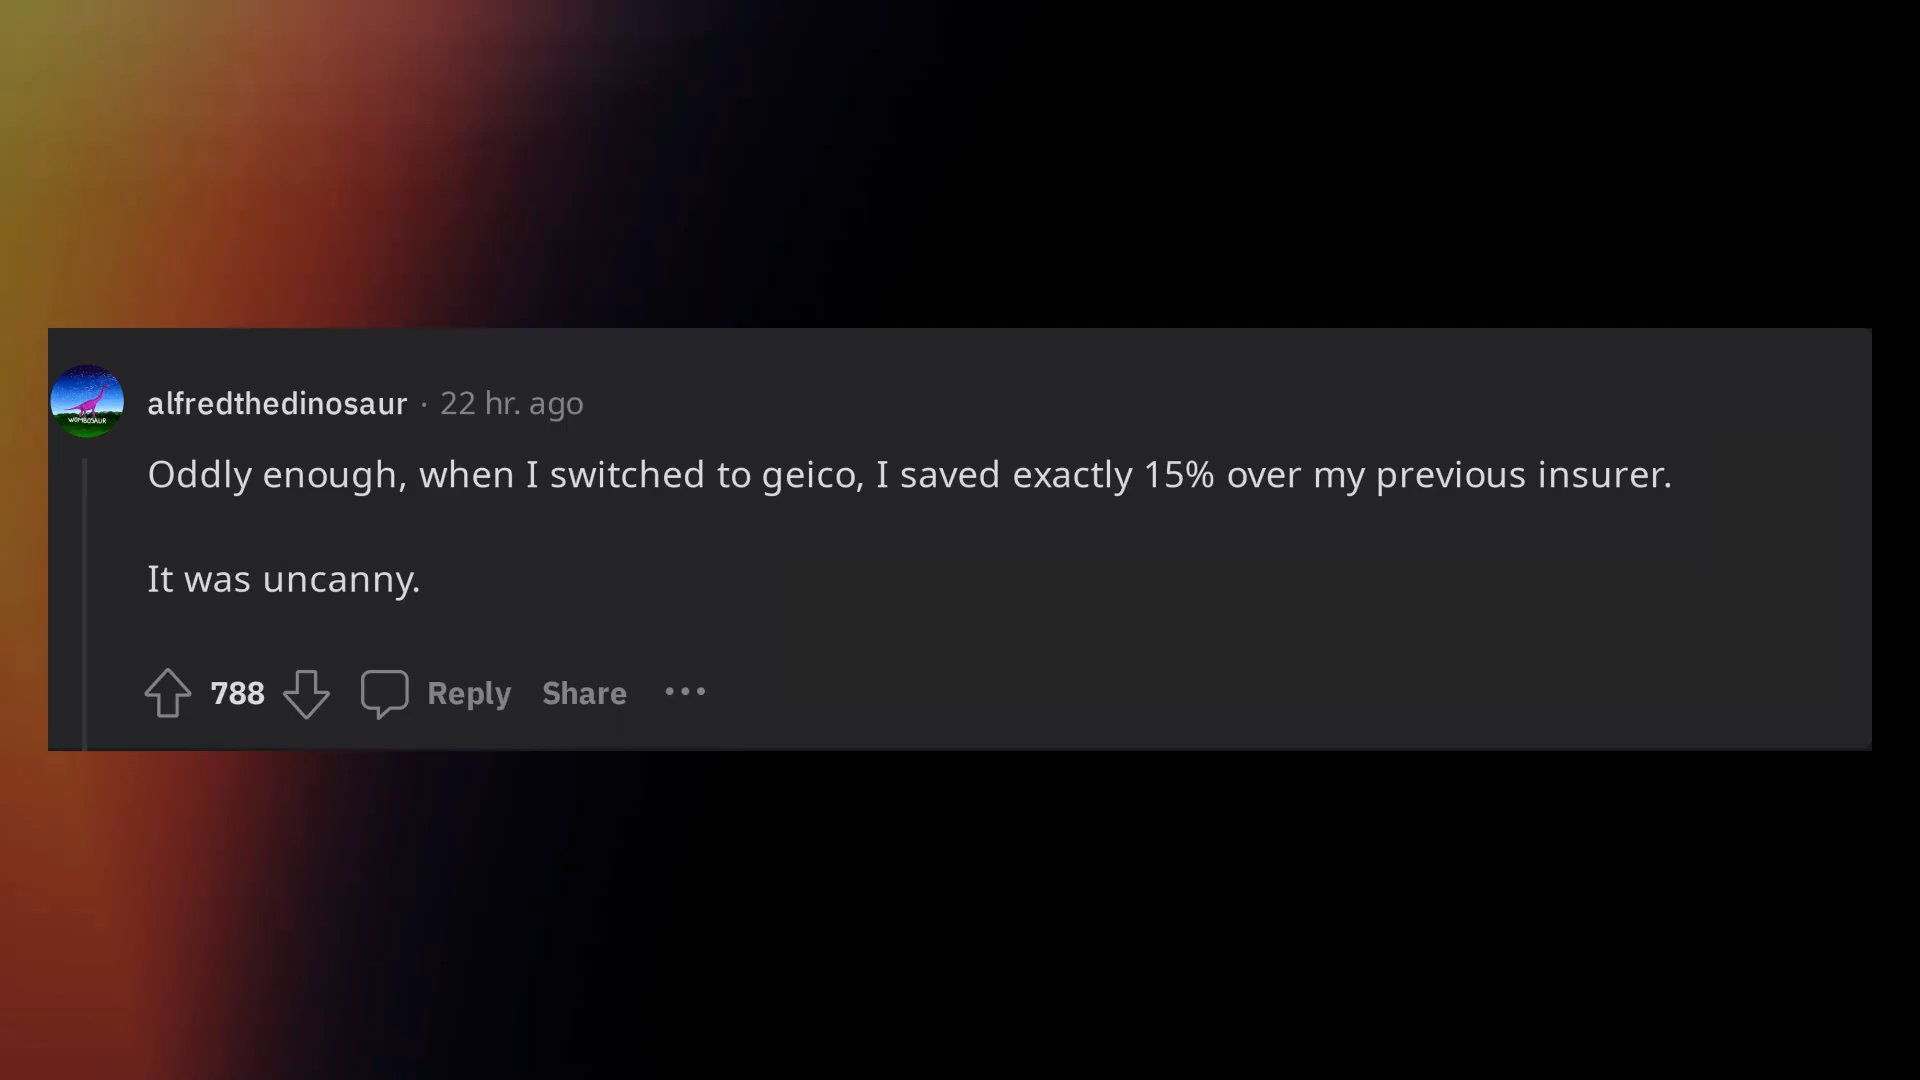 WOMBOSAUR
alfredthedinosaur · 22 hr. ago
Oddly enough, when I switched to geico, I saved exactly 15% over my previous insurer.
It was uncanny.
788 Reply Share ...